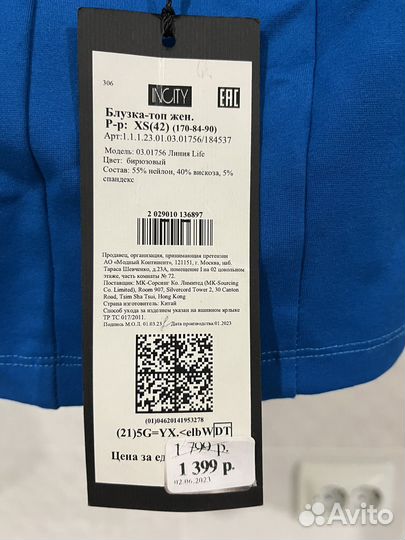 306
INCITY
EAC
Блузка-топ жен.
Р-р: XS(42) (170-84-90)
Арт:1.1.1.23.01.03.01756/184537
Модель: 03.01756 Линия Life
Цвет: бирюзовый
Состав: 55% нейлон, 40% вискоза, 5%
спандекс
2 029010 136897
Продавец, организация, принимающая претензии
АО «Модный Континент», 121151, г. Москва, наб.
Тараса Шевченко, д.23А, помещение I на 02 цокольном
этаже, часть комнаты № 72.
Поставщик: МК-Сорсинг Ко. Лимитед (MK-Sourcing
Co. Limited), Room 907, Silvercord Tower 2, 30 Canton
Road, Tsim Sha Tsui, Hong Kong
Страна изготовитель: Китай
Способ ухода за изделием указан на вшивном ярлыке
ТР ТС 017/2011.
Подпись М.О.Л. 01.03.23 Дата производства:01.2023
(01)04620141953278
(21)5G=YX.<elbWDT
1 799 р.
Цена за ед
1 399 р.
02.06.2023
Avito